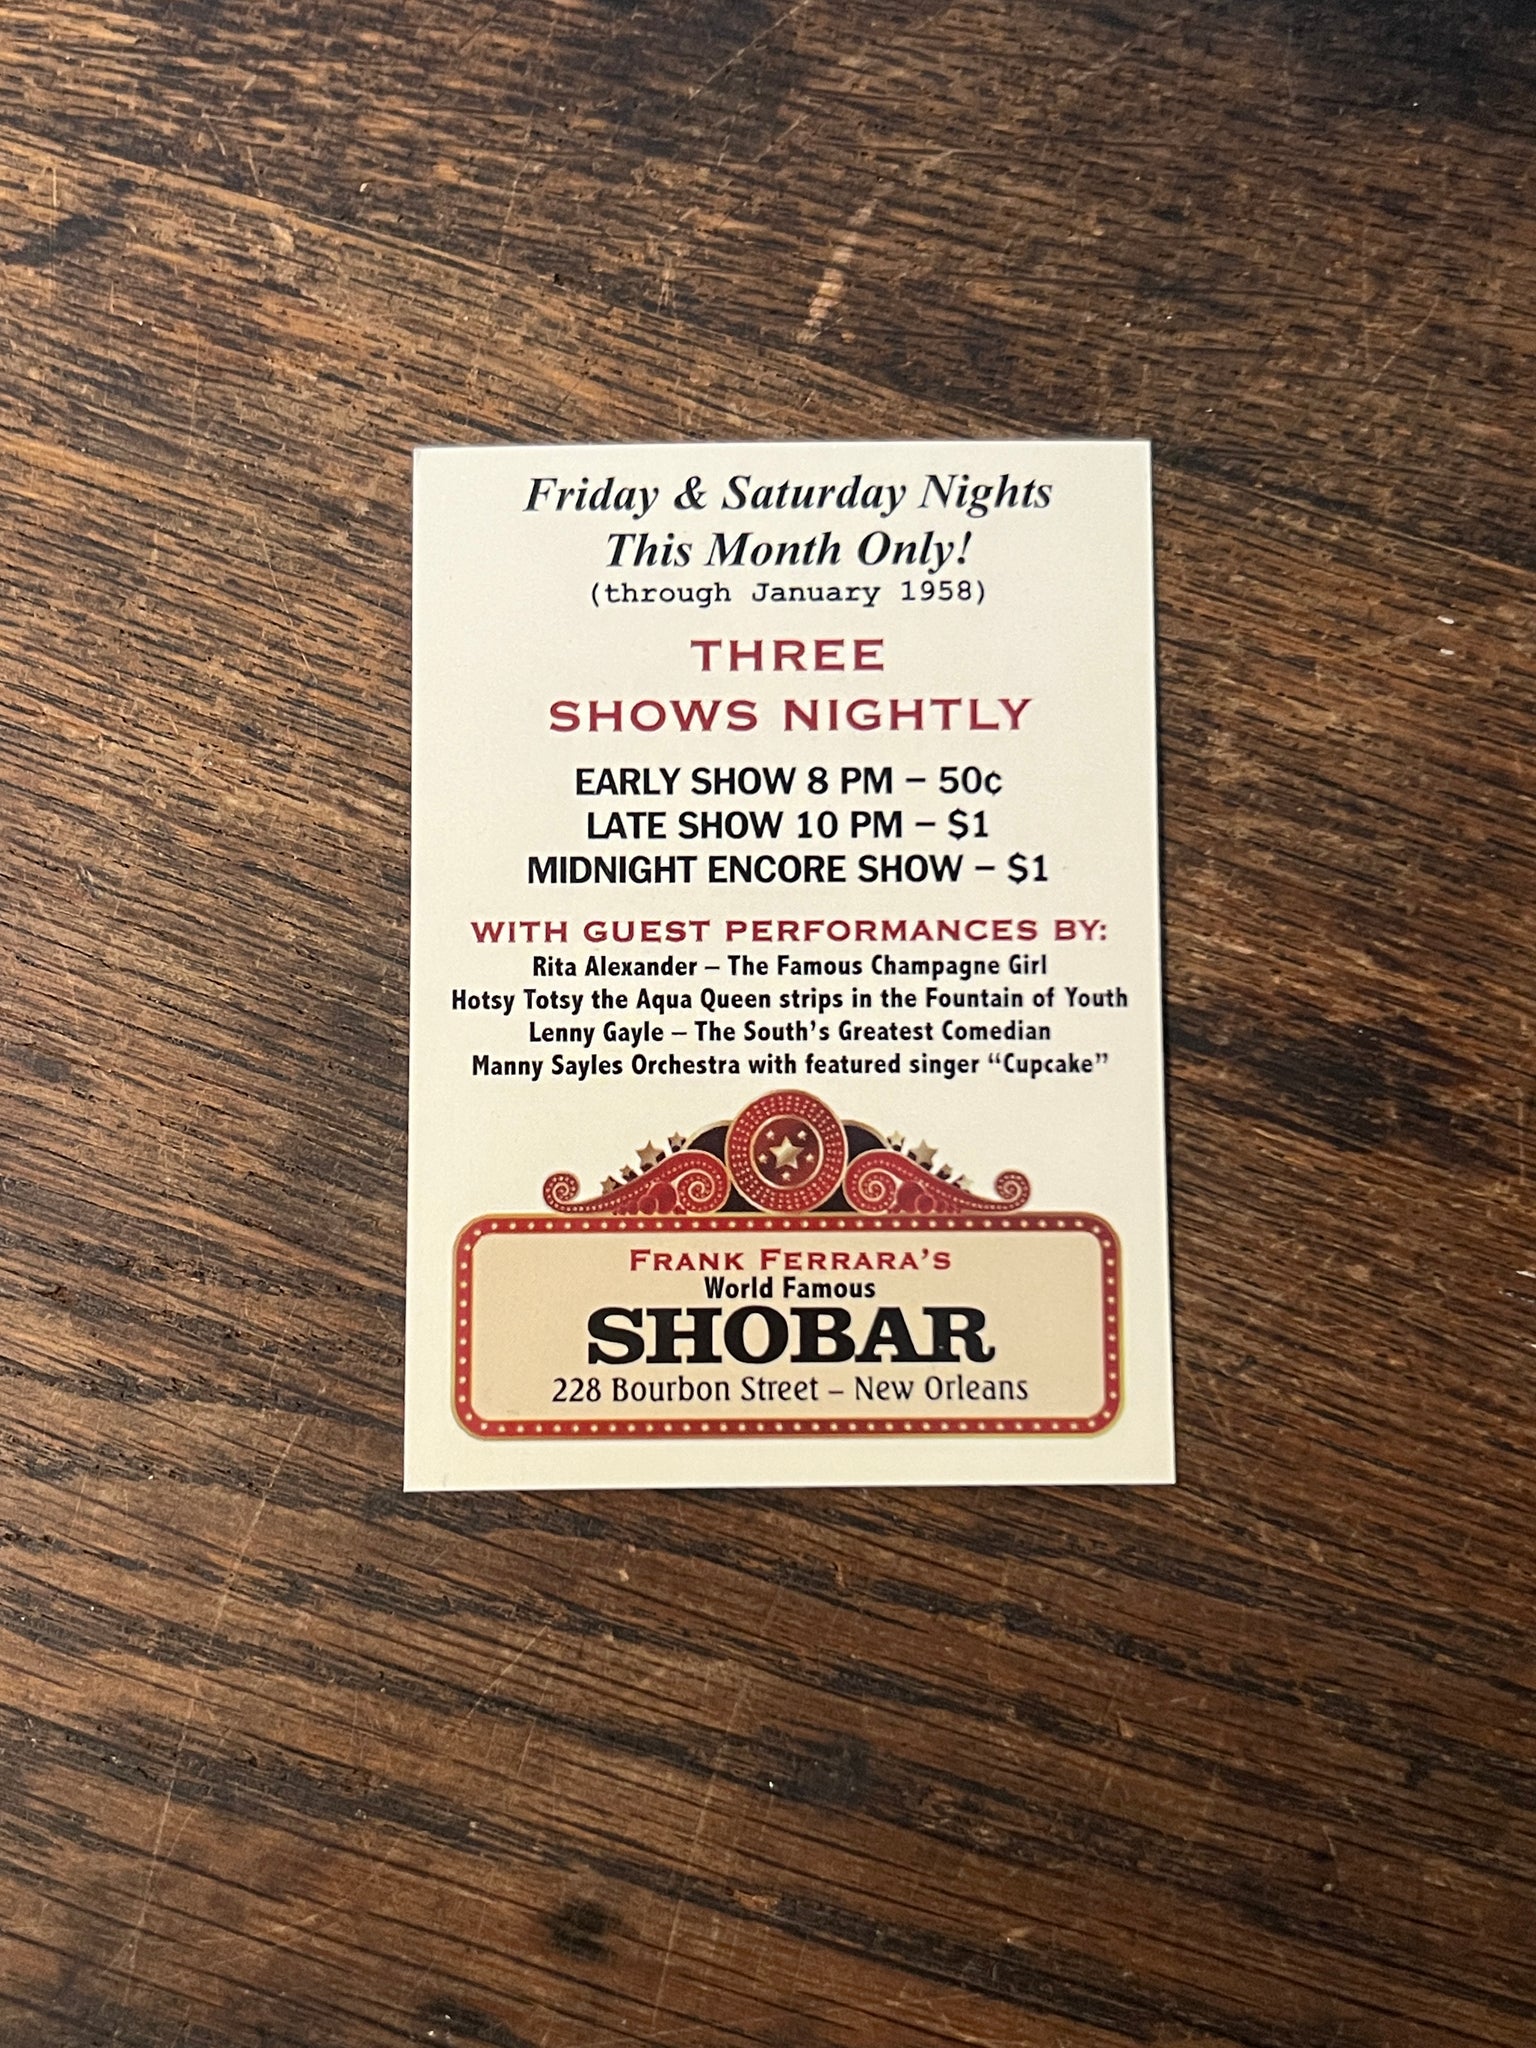 Friday & Saturday Nights
This Month Only!
(through January 1958)
THREE
SHOWS NIGHTLY
EARLY SHOW 8 PM – 50¢
LATE SHOW 10 PM – $1
MIDNIGHT ENCORE SHOW – $1
WITH GUEST PERFORMANCES BY:
Rita Alexander – The Famous Champagne Girl
Hotsy Totsy the Aqua Queen strips in the Fountain of Youth
Lenny Gayle – The South's Greatest Comedian
Manny Sayles Orchestra with featured singer “Cupcake”
FRANK FERRARA'S
World Famous
SHOBAR
228 Bourbon Street – New Orleans